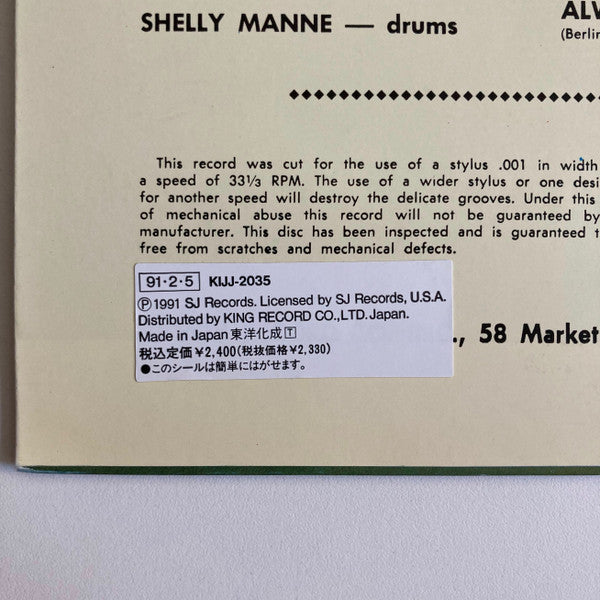 SHELLY MANNE — drums
ALV
(Berlin
This record was cut for the use of a stylus .001 in width
a speed of 33⅓ RPM. The use of a wider stylus or one desi
for another speed will destroy the delicate grooves. Under this
of mechanical abuse this record will not be guaranteed by
manufacturer. This disc has been inspected and is guaranteed t
free from scratches and mechanical defects.
91・2・5 KIJJ-2035
Ⓟ1991 SJ Records. Licensed by SJ Records, U.S.A.
Distributed by KING RECORD CO.,LTD. Japan.
Made in Japan 東洋化成 🅃
税込定価¥2,400(税抜価格¥2,330)
●このシールは簡単にはがせます。
., 58 Market